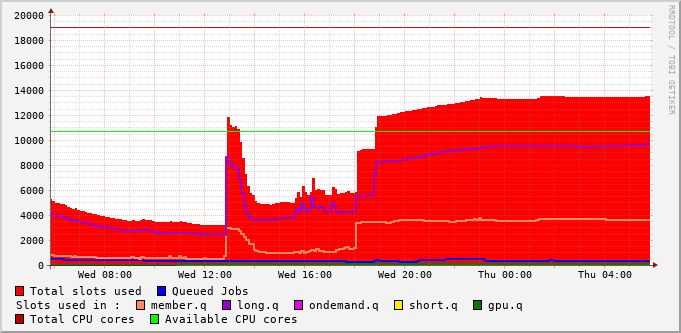 20000
18000
16000
14000
12000
10000
8000
6000
4000
2000
0
Wed 08:00 Wed 12:00 Wed 16:00 Wed 20:00 Thu 00:00 Thu 04:00
RRDTOOL / TOBI OETIKER
Total slots used Queued Jobs
Slots used in : member.q long.q ondemand.q short.q gpu.q
Total CPU cores Available CPU cores